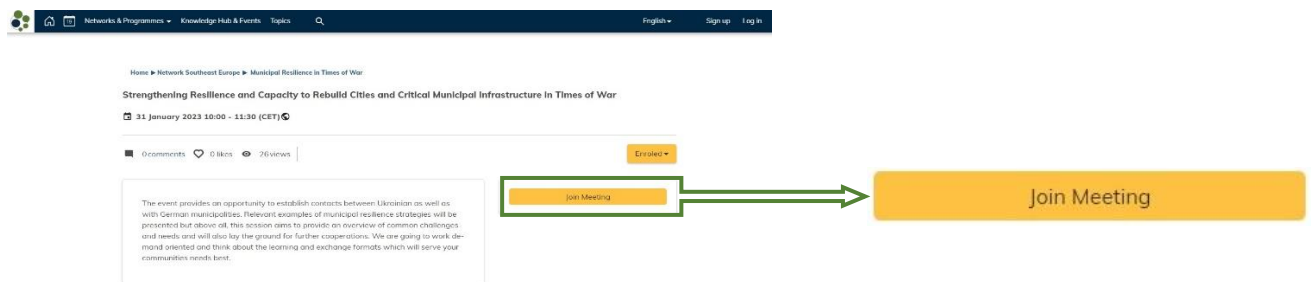 Networks & Programmes Knowledge Hub & Events Topics English Sign up Log in
Home ▶ Network Southeast Europe ▶ Municipal Resilience in Times of War
Strengthening Resilience and Capacity to Rebuild Cities and Critical Municipal Infrastructure in Times of War
31 January 2023 10:00 - 11:30 (CET)
0 comments 0 likes 26 views
Enroled
Join Meeting
Join Meeting
The event provides an opportunity to establish contacts between Ukrainian as well as
with German municipalities. Relevant examples of municipal resilience strategies will be
presented but above all, this session aims to provide an overview of common challenges
and needs and will also lay the ground for further cooperations. We are going to work de-
mand oriented and think about the learning and exchange formats which will serve your
communities needs best.